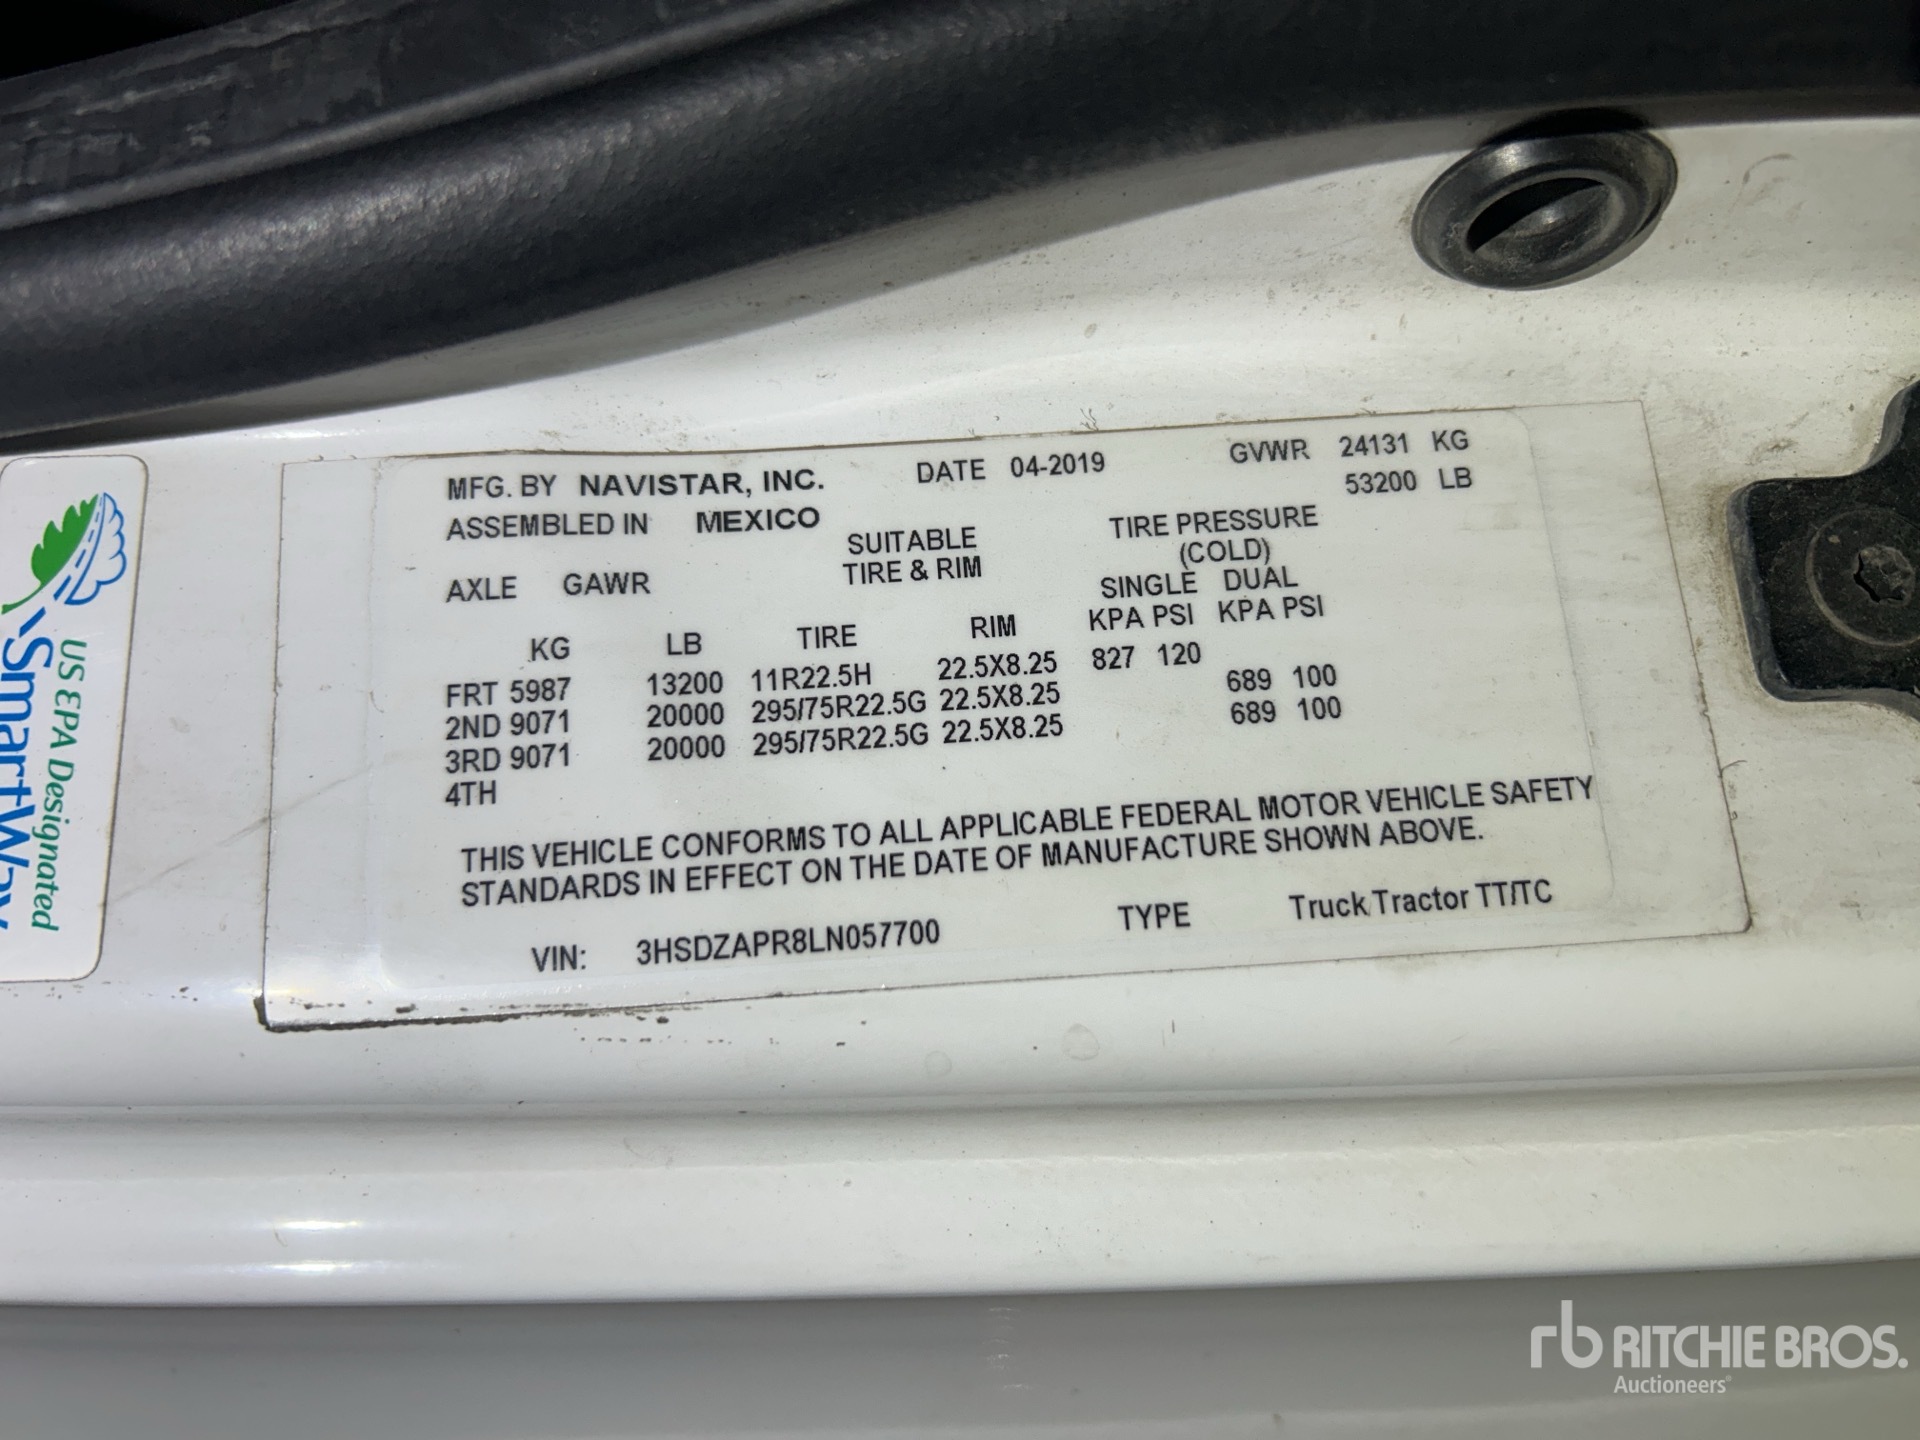 MFG. BY NAVISTAR, INC. DATE 04-2019 GVWR 24131 KG
53200 LB
ASSEMBLED IN MEXICO
SUITABLE TIRE PRESSURE
TIRE & RIM (COLD)
AXLE GAWR SINGLE DUAL
KG LB TIRE RIM KPA PSI KPA PSI
FRT 5987 13200 11R22.5H 22.5X8.25 827 120
2ND 9071 20000 295/75R22.5G 22.5X8.25 689 100
3RD 9071 20000 295/75R22.5G 22.5X8.25 689 100
4TH
THIS VEHICLE CONFORMS TO ALL APPLICABLE FEDERAL MOTOR VEHICLE SAFETY
STANDARDS IN EFFECT ON THE DATE OF MANUFACTURE SHOWN ABOVE.
VIN: 3HSDZAPR8LN057700 TYPE Truck Tractor TT/TC
US EPA Designated
SmartWay
rb RITCHIE BROS.
Auctioneers